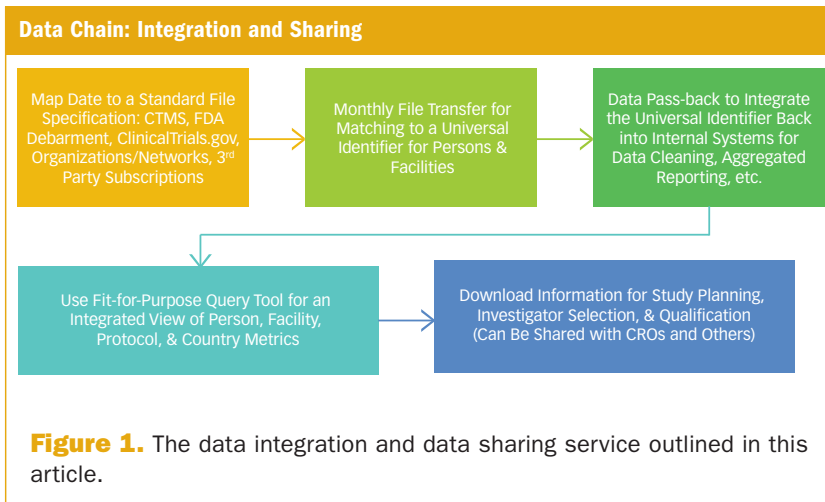 Data Chain: Integration and Sharing
Map Date to a Standard File
Specification: CTMS, FDA
Debarment, ClinicalTrials.gov,
Organizations/Networks, 3rd
Party Subscriptions
Monthly File Transfer for
Matching to a Universal
Identifier for Persons &
Facilities
Data Pass-back to Integrate
the Universal Identifier Back
into Internal Systems for
Data Cleaning, Aggregated
Reporting, etc.
Use Fit-for-Purpose Query Tool for an
Integrated View of Person, Facility,
Protocol, & Country Metrics
Download Information for Study Planning,
Investigator Selection, & Qualification
(Can Be Shared with CROs and Others)
Figure 1. The data integration and data sharing service outlined in this
article.